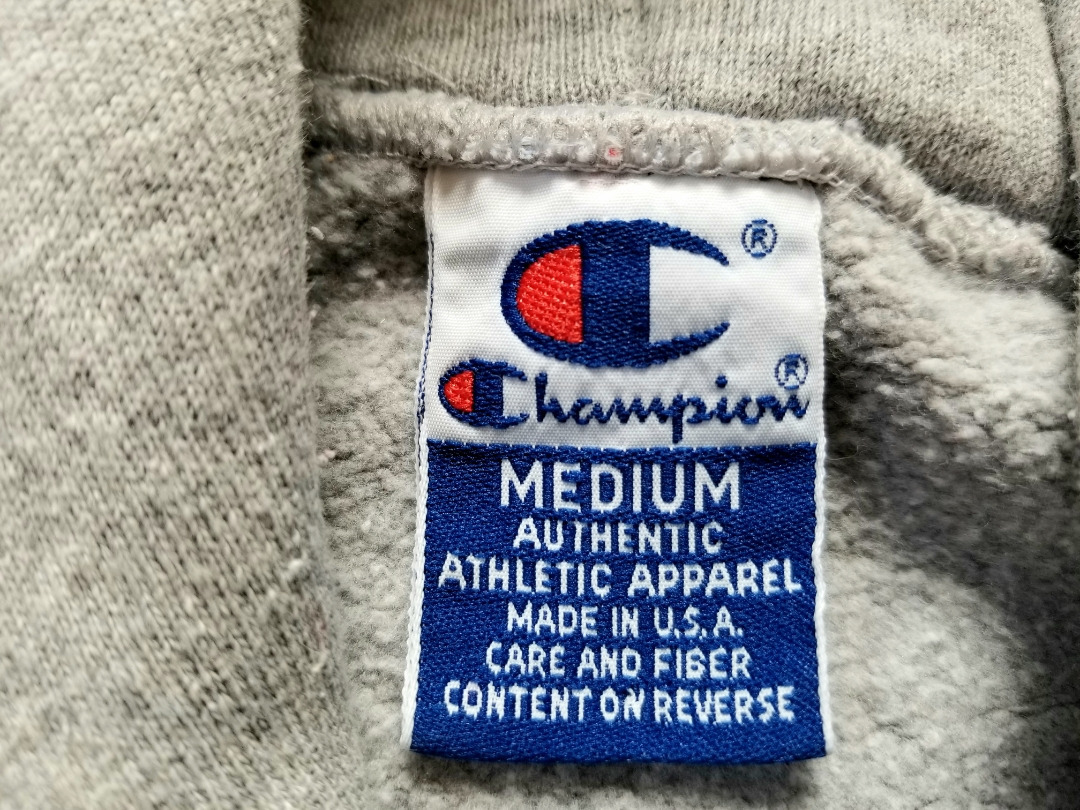 ®
Champion®
MEDIUM
AUTHENTIC
ATHLETIC APPAREL
MADE IN U.S.A.
CARE AND FIBER
CONTENT ON REVERSE